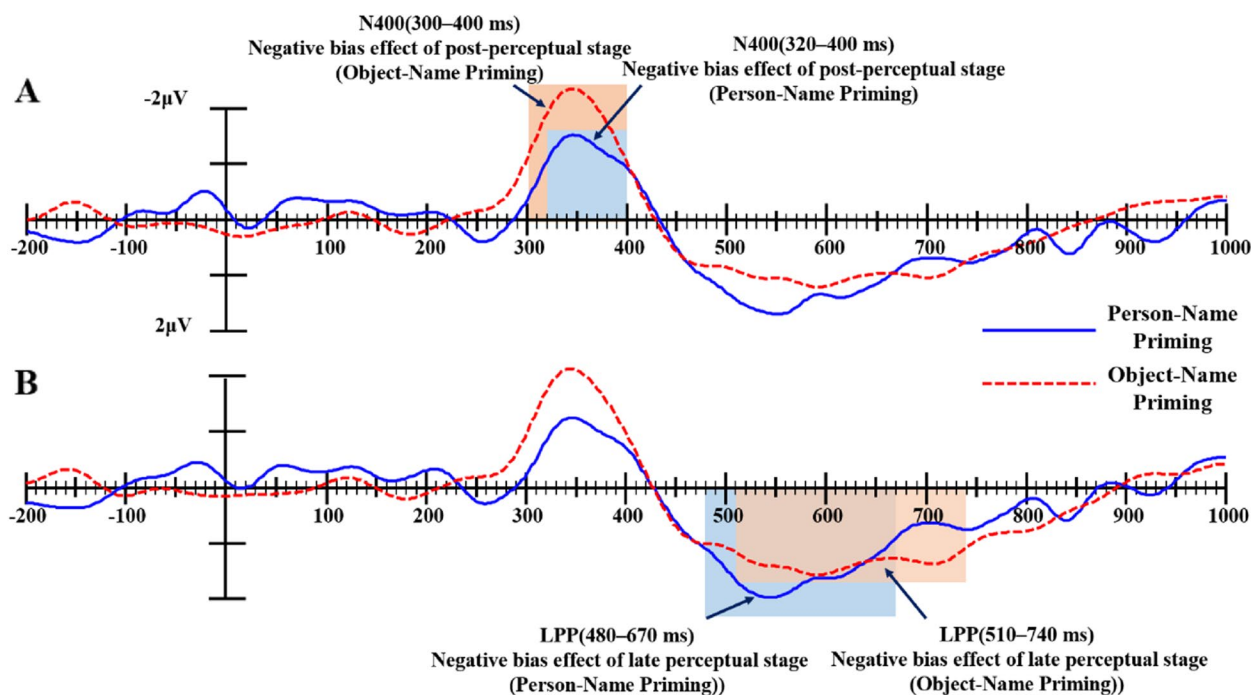 N400(300–400 ms)
Negative bias effect of post-perceptual stage
(Object-Name Priming)
N400(320–400 ms)
Negative bias effect of post-perceptual stage
(Person-Name Priming)
A
-2μV
-200 -100 100 200 300 400 500 600 700 800 900 1000
2μV
Person-Name
Priming
Object-Name
Priming
B
-200 -100 100 200 300 400 500 600 700 800 900 1000
LPP(480–670 ms)
Negative bias effect of late perceptual stage
(Person-Name Priming))
LPP(510–740 ms)
Negative bias effect of late perceptual stage
(Object-Name Priming))